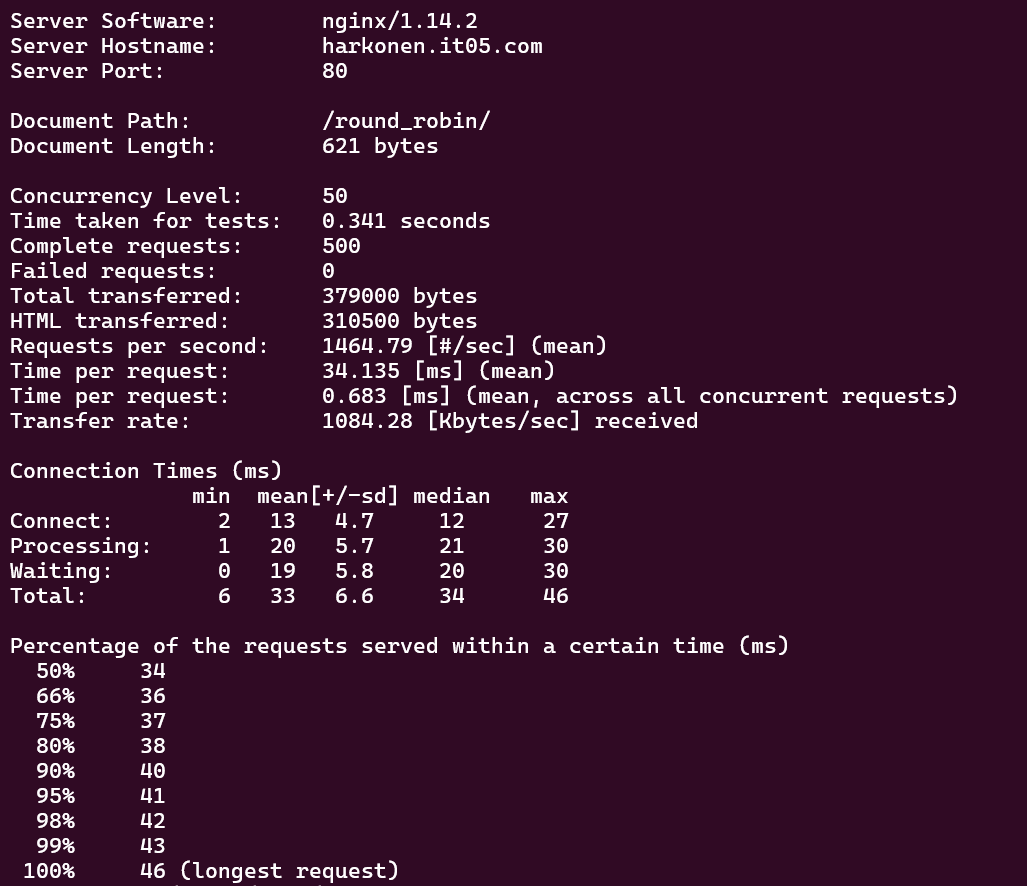 Server Software:        nginx/1.14.2
Server Hostname:        harkonen.it05.com
Server Port:            80
Document Path:          /round_robin/
Document Length:        621 bytes
Concurrency Level:      50
Time taken for tests:   0.341 seconds
Complete requests:      500
Failed requests:        0
Total transferred:      379000 bytes
HTML transferred:       310500 bytes
Requests per second:    1464.79 [#/sec] (mean)
Time per request:       34.135 [ms] (mean)
Time per request:       0.683 [ms] (mean, across all concurrent requests)
Transfer rate:          1084.28 [Kbytes/sec] received
Connection Times (ms)
              min  mean[+/-sd] median   max
Connect:        2   13   4.7     12      27
Processing:     1   20   5.7     21      30
Waiting:        0   19   5.8     20      30
Total:          6   33   6.6     34      46
Percentage of the requests served within a certain time (ms)
  50%     34
  66%     36
  75%     37
  80%     38
  90%     40
  95%     41
  98%     42
  99%     43
 100%     46 (longest request)